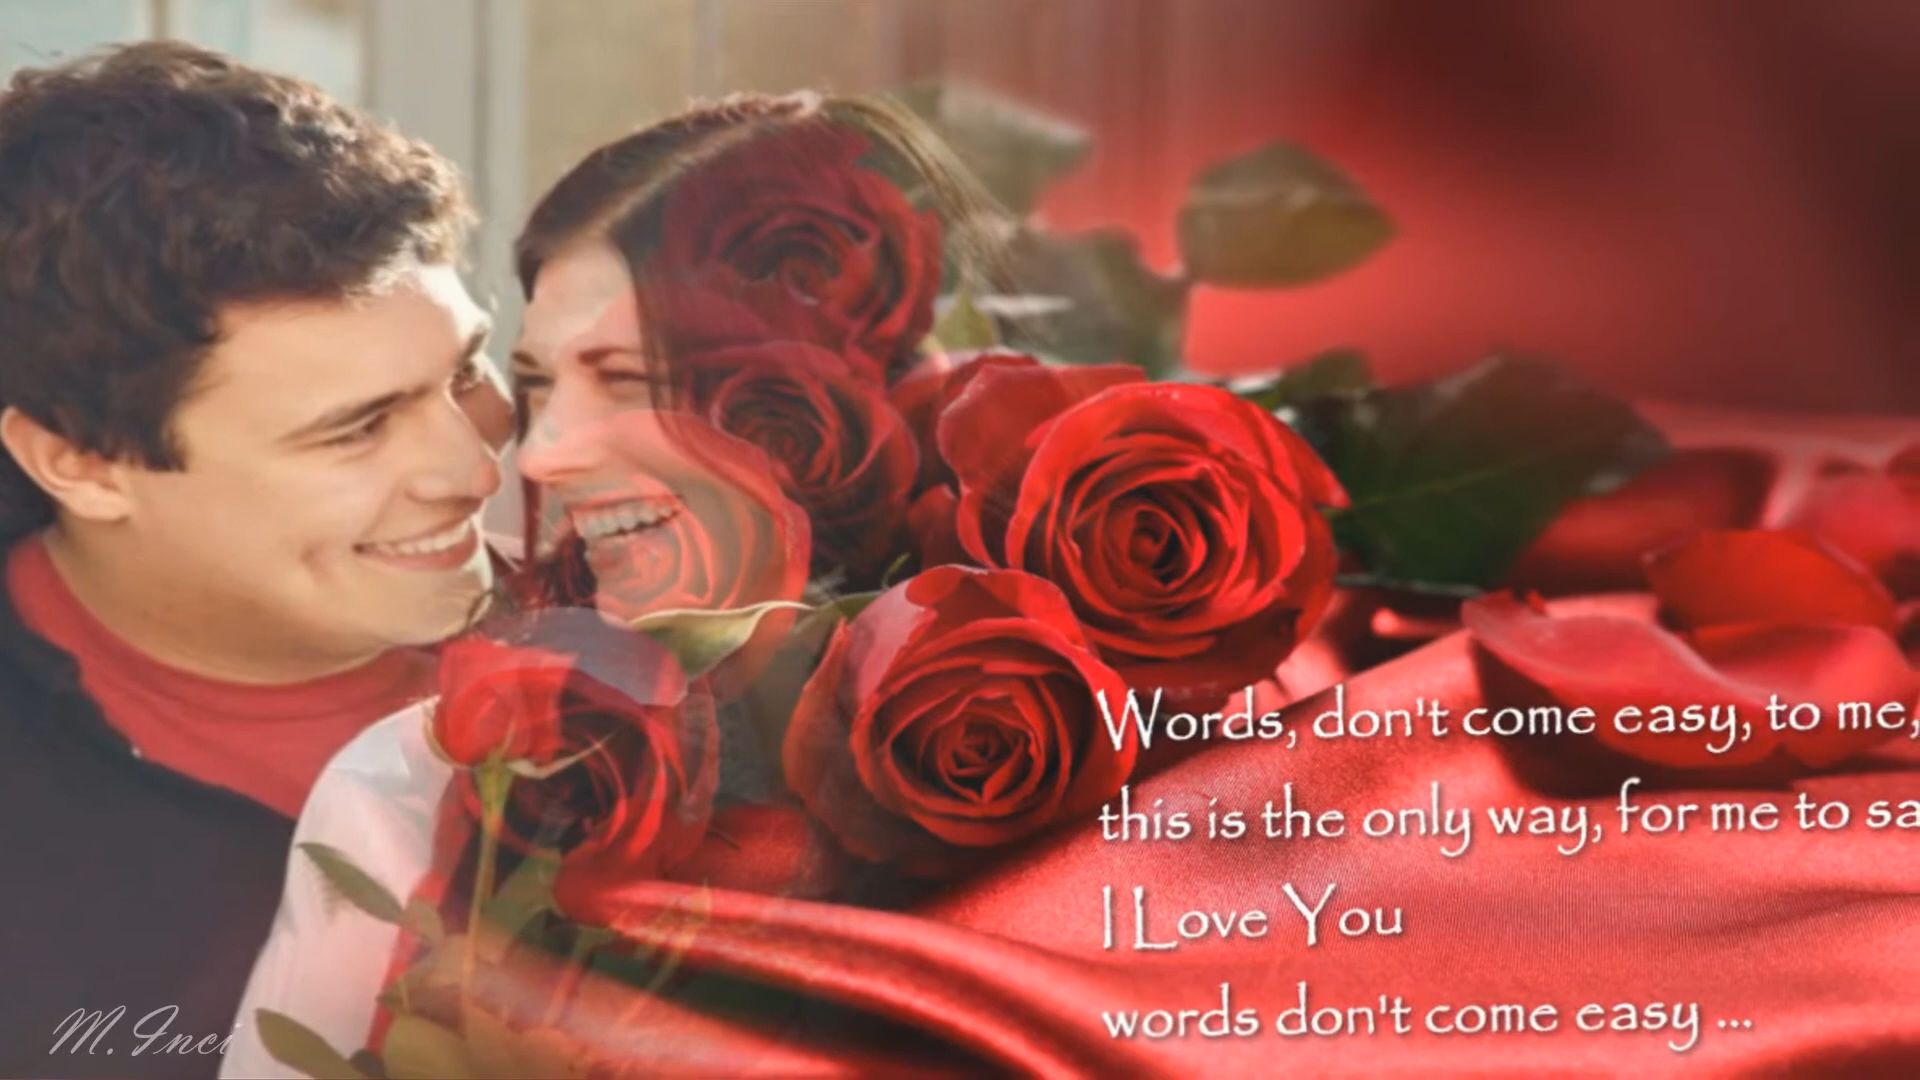 Words, don't come easy, to me,
this is the only way, for me to sa
I Love You
words don't come easy ...
M. Inci